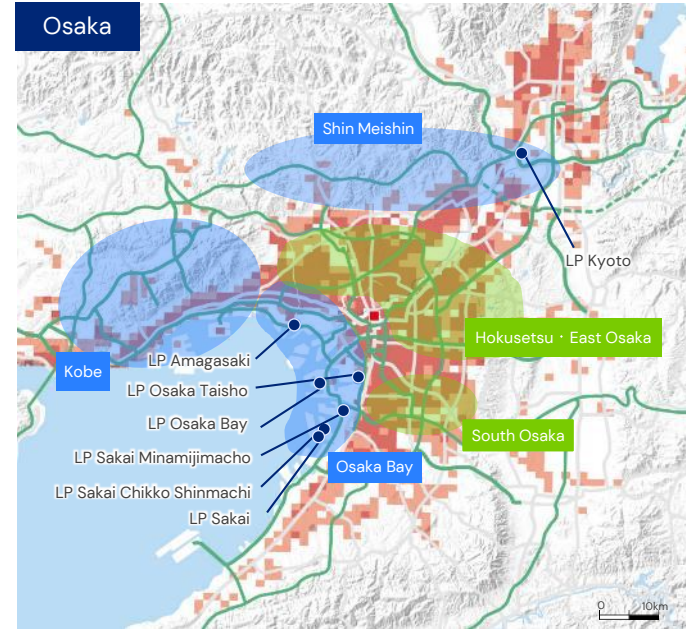 Osaka
Shin Meishin
LP Kyoto
Hokusetsu・East Osaka
LP Amagasaki
Kobe
LP Osaka Taisho
LP Osaka Bay
South Osaka
LP Sakai Minamijimacho
Osaka Bay
LP Sakai Chikko Shinmachi
LP Sakai
0 10km